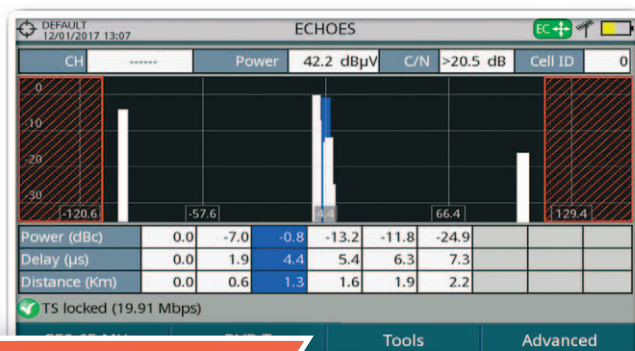 DEFAULT
12/01/2017 13:07
ECHOES
EC
CH ------ Power 42.2 dBµV C/N >20.5 dB Cell ID 0
0
-10
-20
-30
-120.6 -57.6 4.4 66.4 129.4
Power (dBc) 0.0 -7.0 -0.8 -13.2 -11.8 -24.9
Delay (µs) 0.0 1.9 4.4 5.4 6.3 7.3
Distance (Km) 0.0 0.6 1.3 1.6 1.9 2.2
TS locked (19.91 Mbps)
Tools Advanced